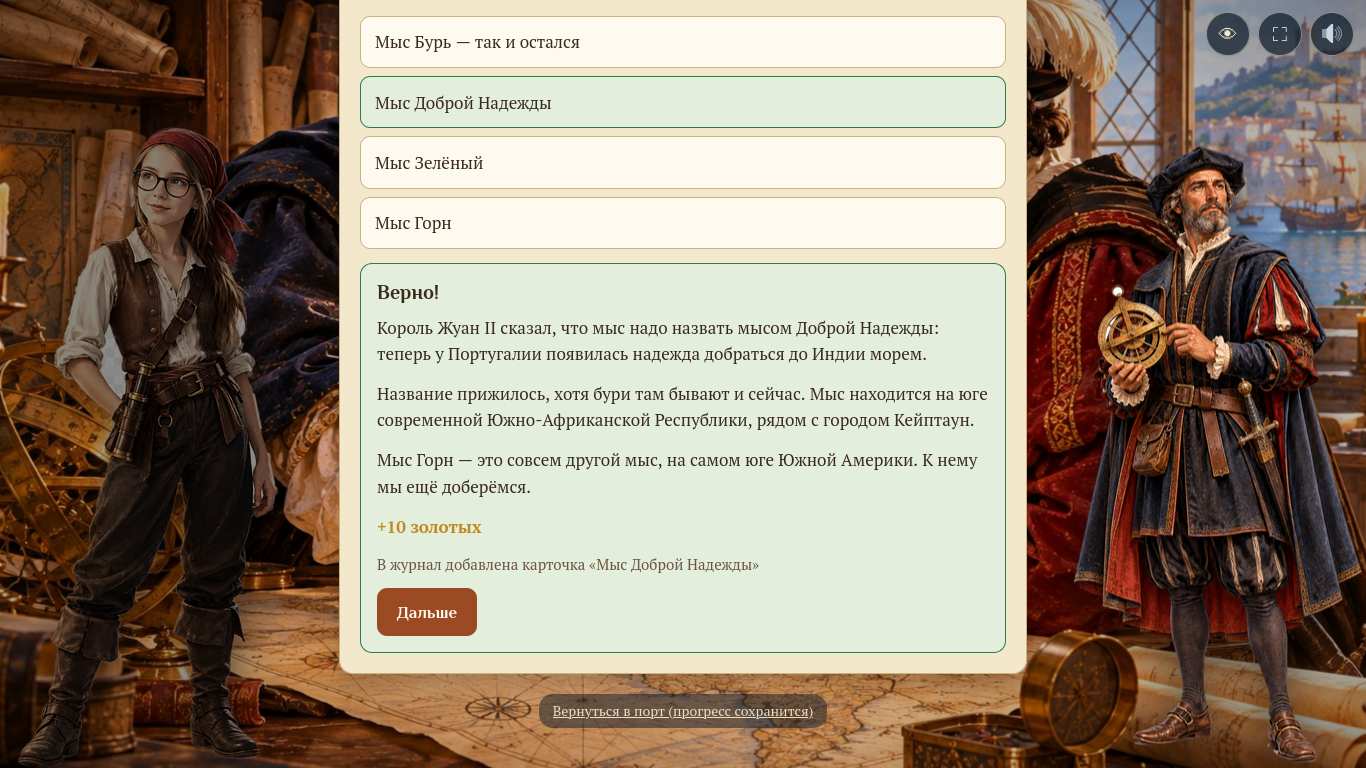 Мыс Бурь — так и остался
Мыс Доброй Надежды
Мыс Зелёный
Мыс Горн
Верно!
Король Жуан II сказал, что мыс надо назвать мысом Доброй Надежды:
теперь у Португалии появилась надежда добраться до Индии морем.
Название прижилось, хотя бури там бывают и сейчас. Мыс находится на юге
современной Южно-Африканской Республики, рядом с городом Кейптаун.
Мыс Горн — это совсем другой мыс, на самом юге Южной Америки. К нему
мы ещё доберёмся.
+10 золотых
В журнал добавлена карточка «Мыс Доброй Надежды»
Дальше
Вернуться в порт (прогресс сохранится)